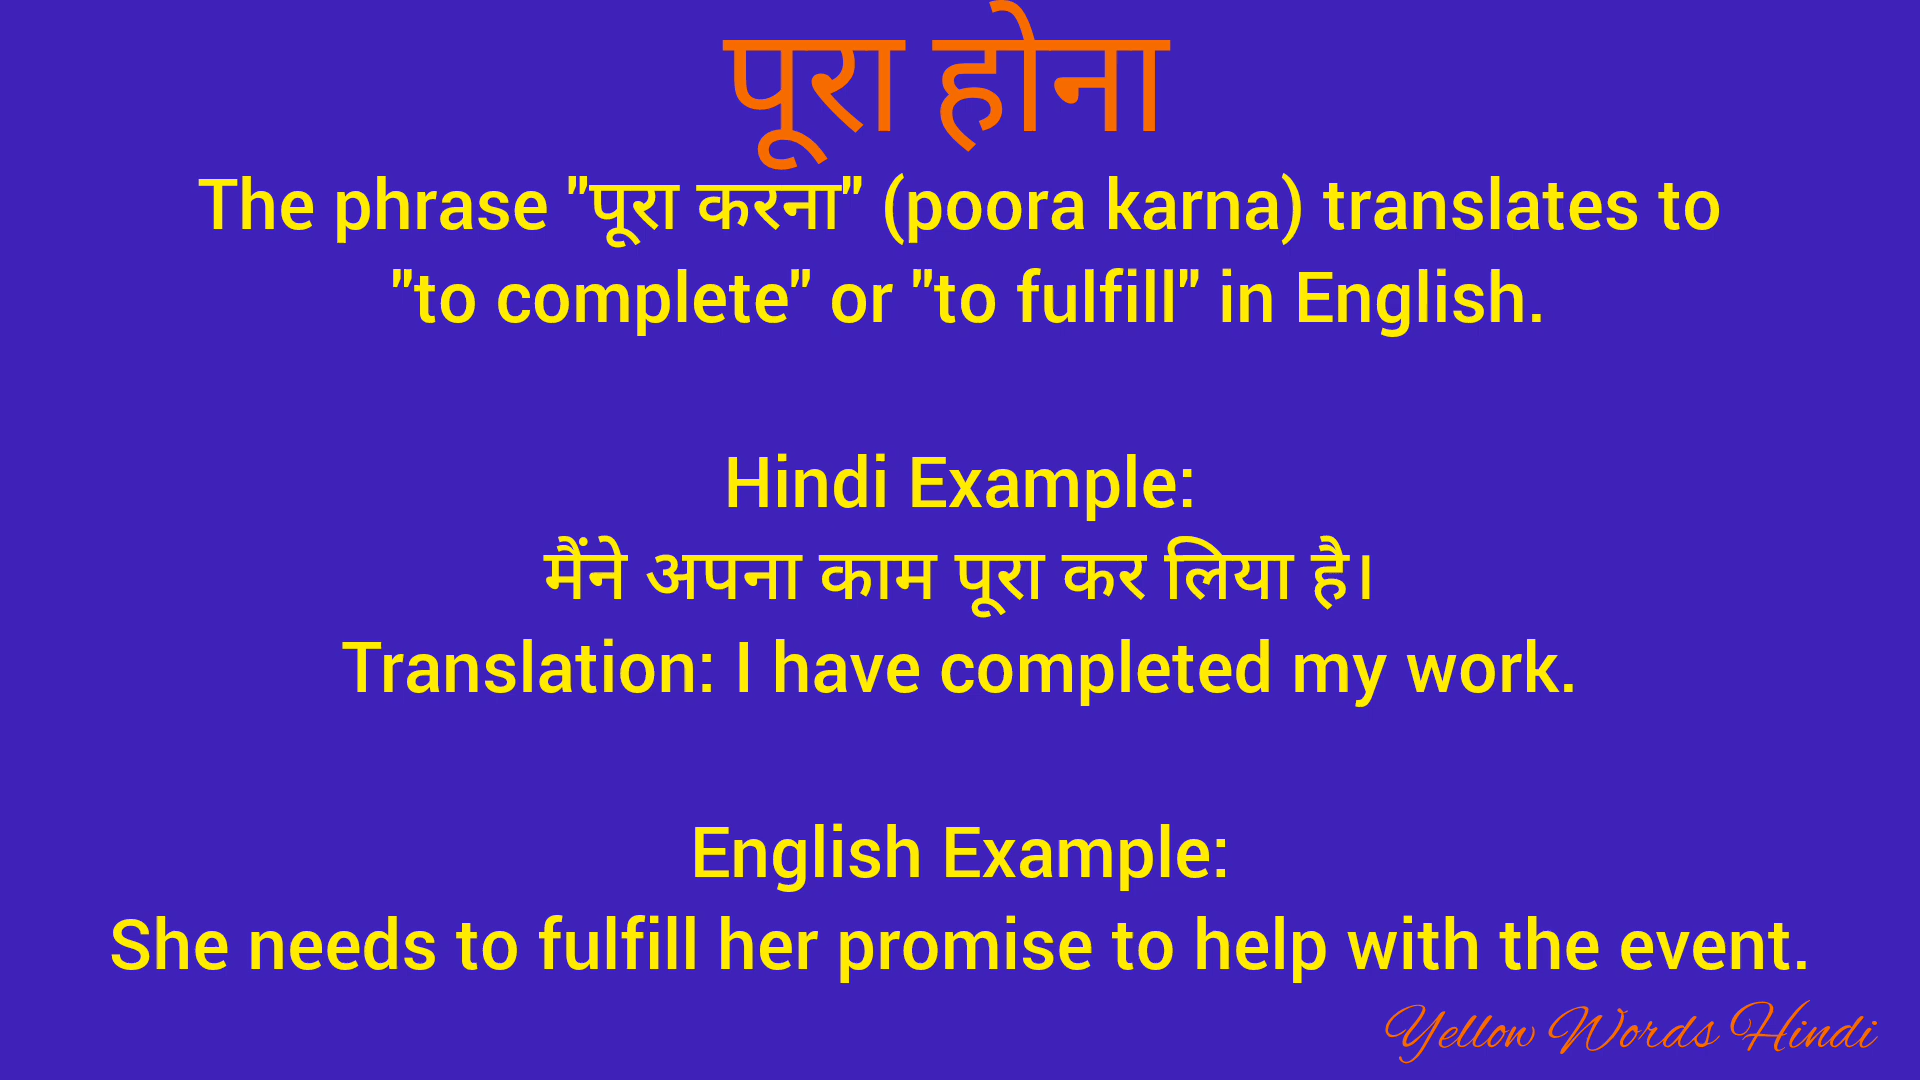 पूरा होना
The phrase "पूरा करना" (poora karna) translates to
"to complete" or "to fulfill" in English.
Hindi Example:
मैंने अपना काम पूरा कर लिया है।
Translation: I have completed my work.
English Example:
She needs to fulfill her promise to help with the event.
Yellow Words Hindi